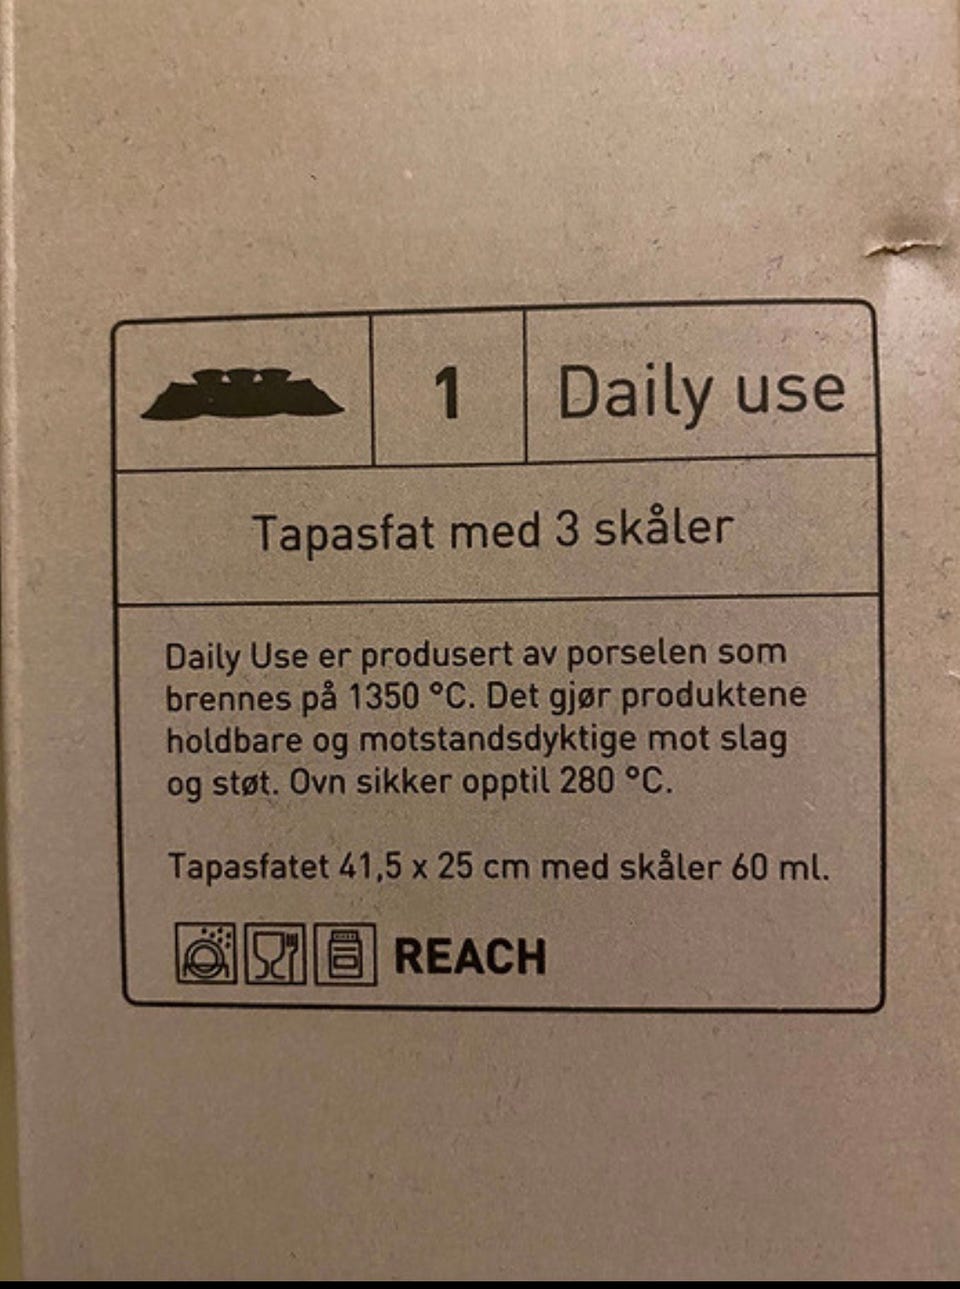 1
Daily use
Tapasfat med 3 skåler
Daily Use er produsert av porselen som
brennes på 1350 °C. Det gjør produktene
holdbare og motstandsdyktige mot slag
og støt. Ovn sikker opptil 280 °C.
Tapasfatet 41,5 x 25 cm med skåler 60 ml.
REACH